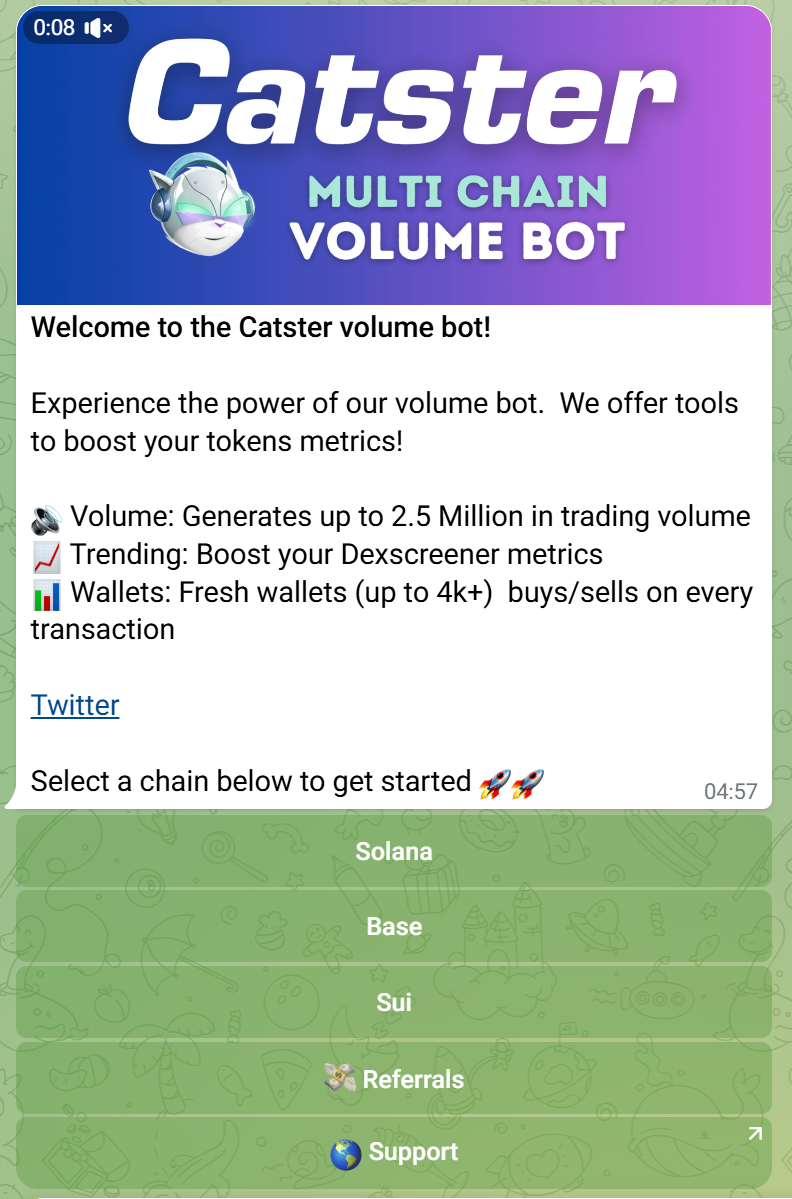 0:08
Catster
MULTI CHAIN
VOLUME BOT
Welcome to the Catster volume bot!
Experience the power of our volume bot.  We offer tools
to boost your tokens metrics!
🔊 Volume: Generates up to 2.5 Million in trading volume
📈 Trending: Boost your Dexscreener metrics
📊 Wallets: Fresh wallets (up to 4k+)  buys/sells on every
transaction
Twitter
Select a chain below to get started 🚀🚀
04:57
Solana
Base
Sui
💸 Referrals
🌎 Support